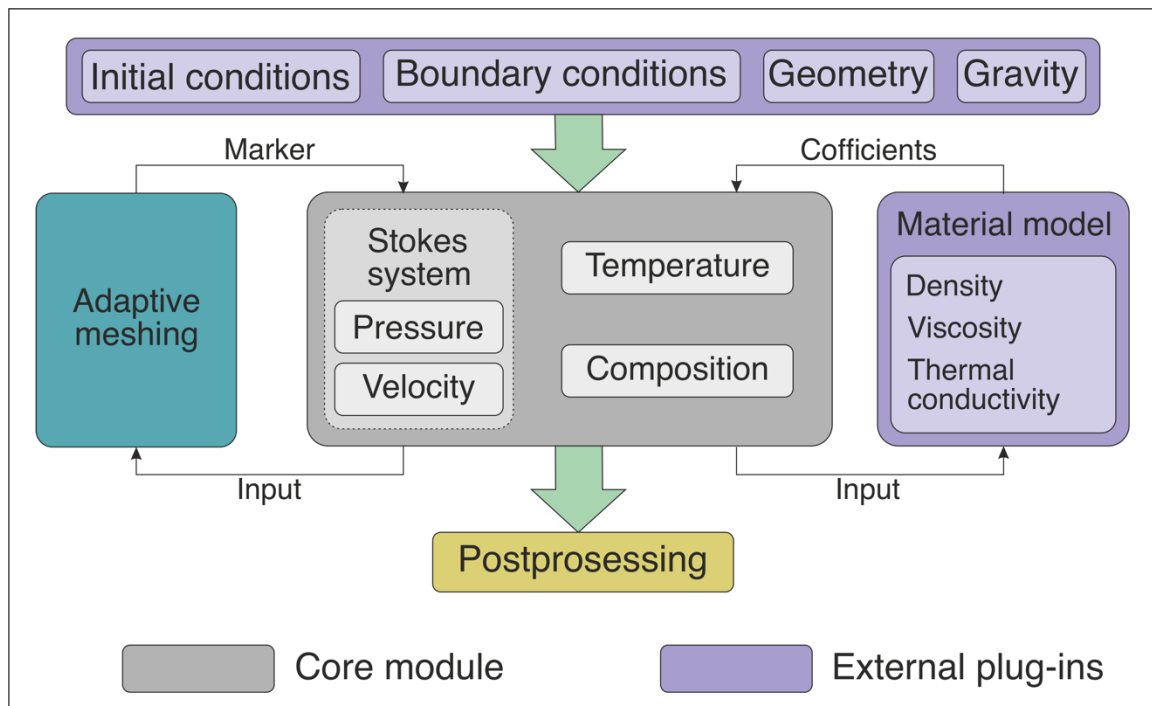 Initial conditions
Boundary conditions
Geometry
Gravity
Marker
Cofficients
Adaptive
meshing
Stokes
system
Pressure
Velocity
Temperature
Composition
Material model
Density
Viscosity
Thermal
conductivity
Input
Input
Postprosessing
Core module
External plug-ins